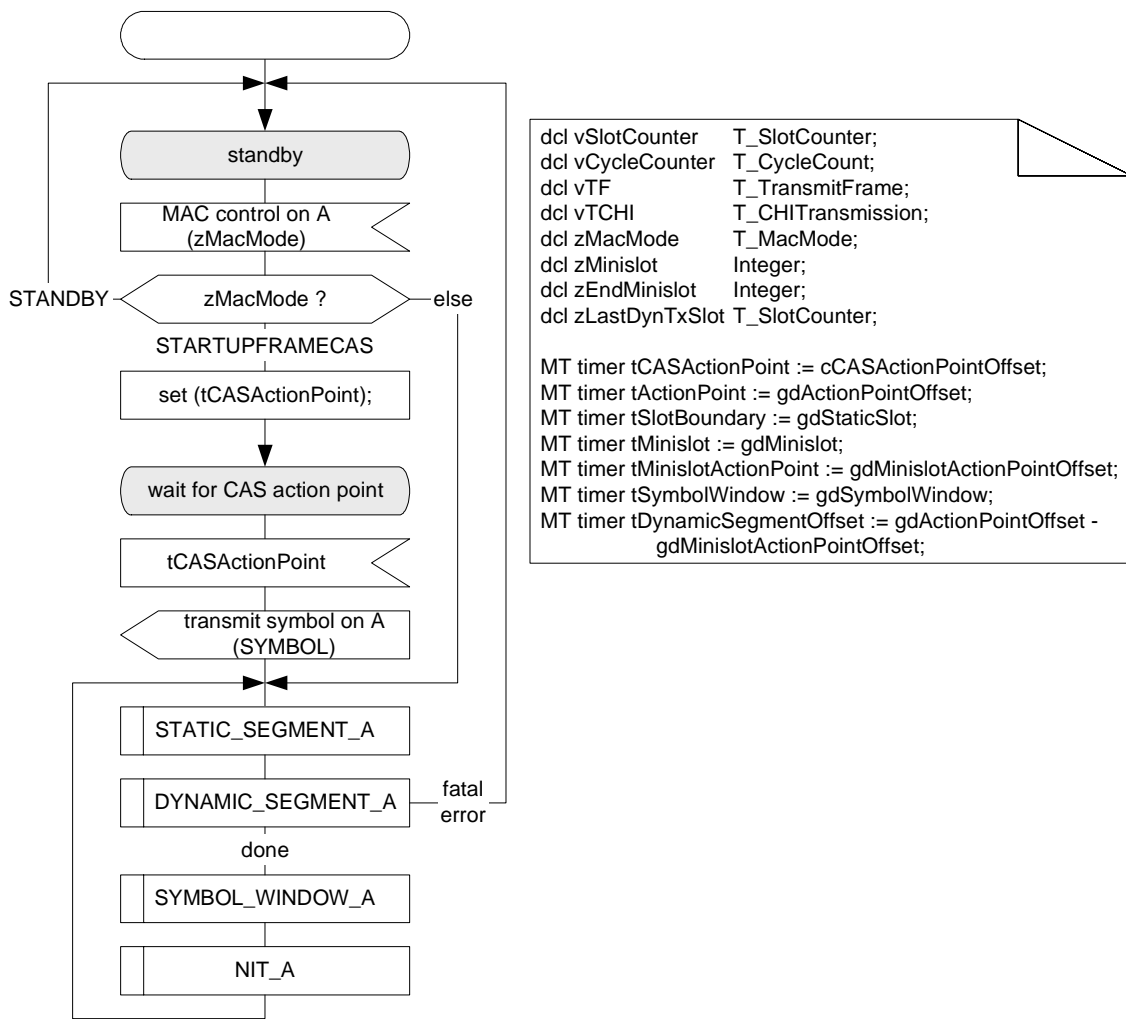 standby
MAC control on A
(zMacMode)
STANDBY
zMacMode ?
else
STARTUPFRAMECAS
set (tCASActionPoint);
wait for CAS action point
tCASActionPoint
transmit symbol on A
(SYMBOL)
STATIC_SEGMENT_A
DYNAMIC_SEGMENT_A
fatal
error
done
SYMBOL_WINDOW_A
NIT_A
dcl vSlotCounter T_SlotCounter;
dcl vCycleCounter T_CycleCount;
dcl vTF T_TransmitFrame;
dcl vTCHI T_CHITransmission;
dcl zMacMode T_MacMode;
dcl zMinislot Integer;
dcl zEndMinislot Integer;
dcl zLastDynTxSlot T_SlotCounter;
MT timer tCASActionPoint := cCASActionPointOffset;
MT timer tActionPoint := gdActionPointOffset;
MT timer tSlotBoundary := gdStaticSlot;
MT timer tMinislot := gdMinislot;
MT timer tMinislotActionPoint := gdMinislotActionPointOffset;
MT timer tSymbolWindow := gdSymbolWindow;
MT timer tDynamicSegmentOffset := gdActionPointOffset -
gdMinislotActionPointOffset;